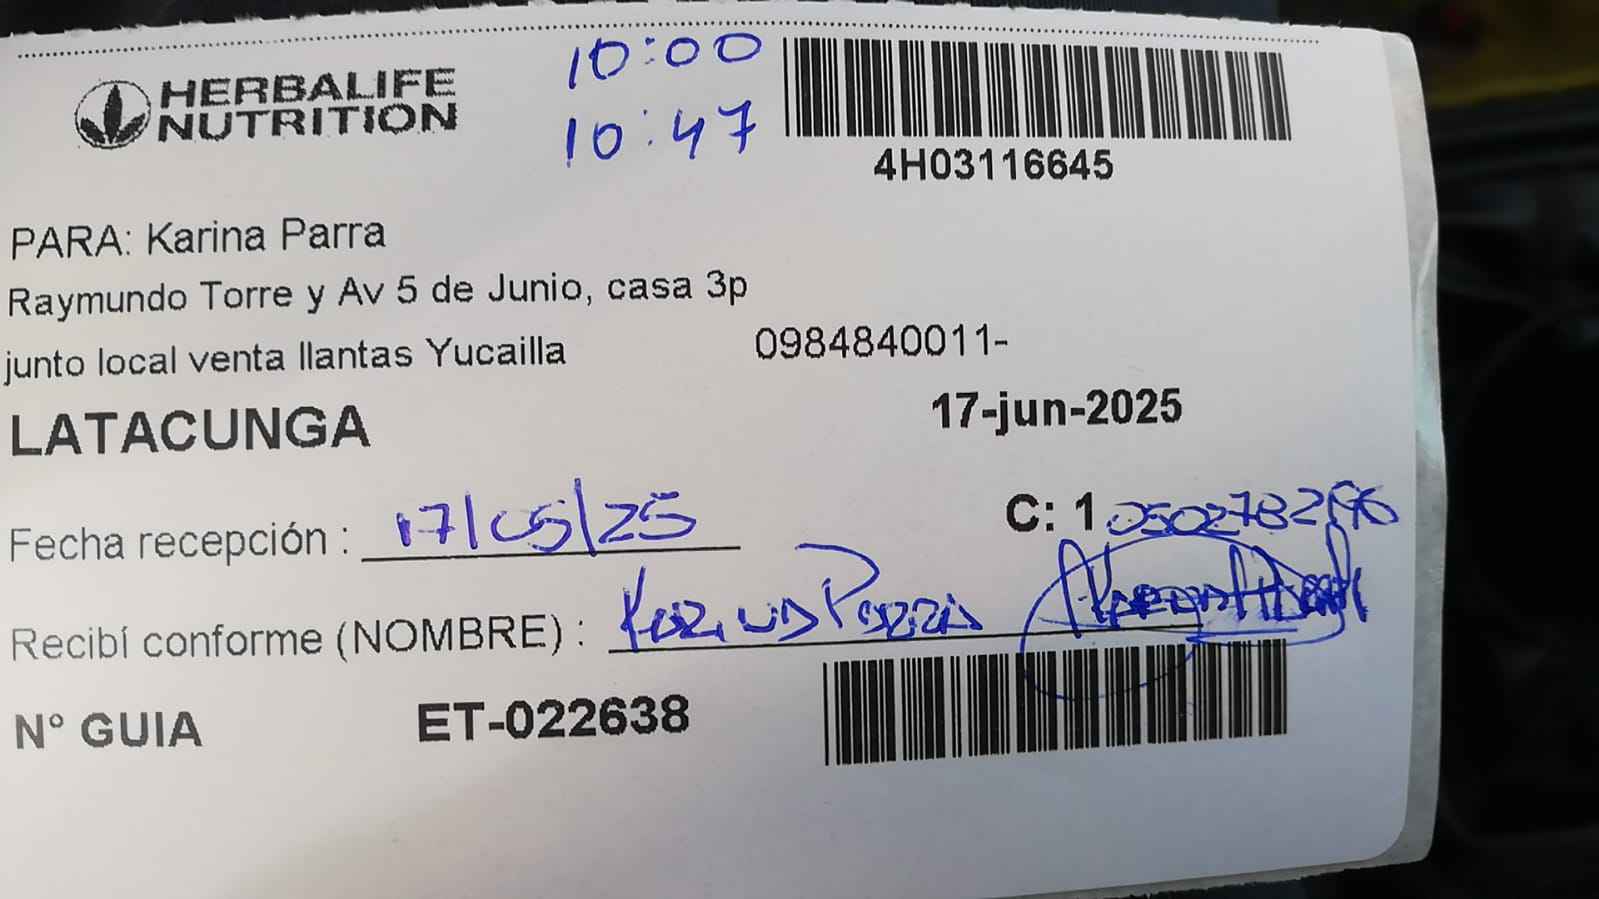 HERBALIFE
NUTRITION
10:00
10:47
4H03116645
PARA: Karina Parra
Raymundo Torre y Av 5 de Junio, casa 3p
junto local venta llantas Yucailla 0984840011-
LATACUNGA 17-jun-2025
Fecha recepción : 17/05/25 C: 1
Recibí conforme (NOMBRE) : Karina Parra
N° GUIA ET-022638